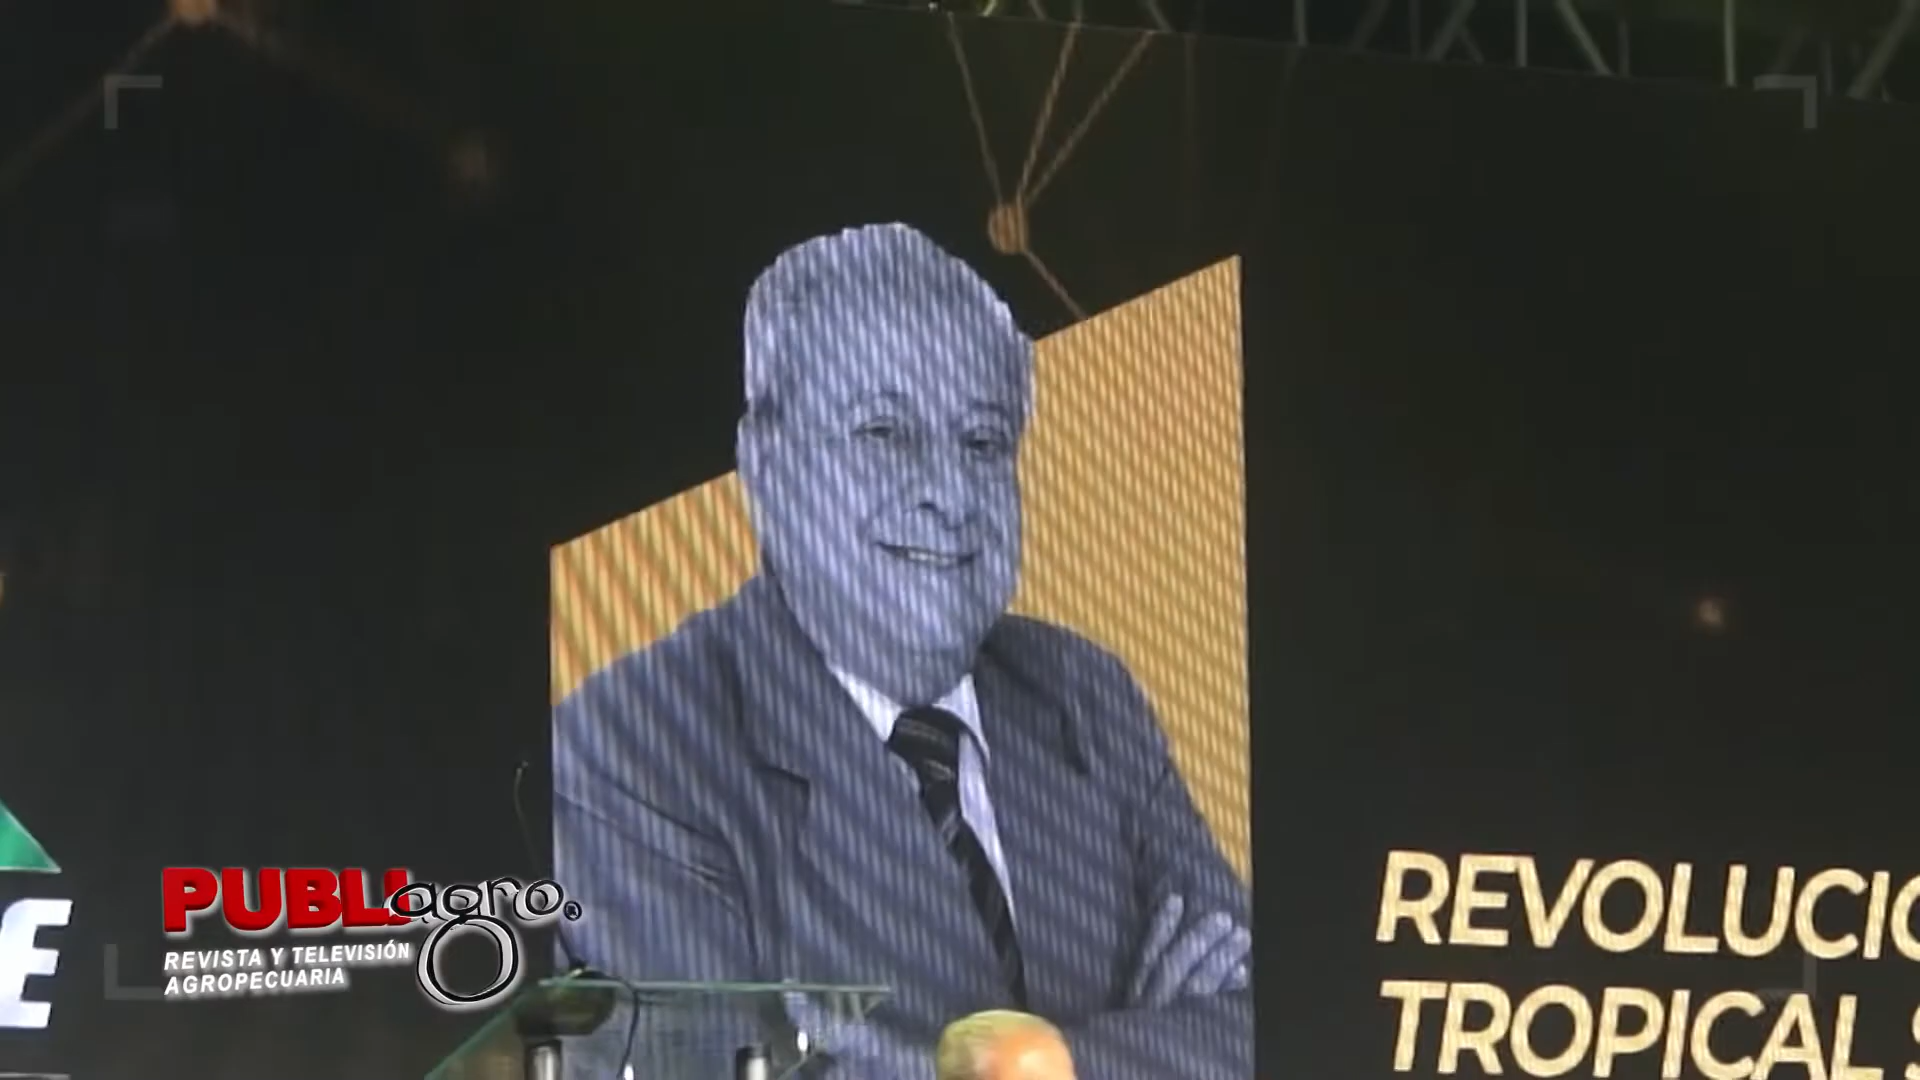 PUBLIagro
REVISTA Y TELEVISIÓN
AGROPECUARIA
REVOLUCIO
TROPICAL S
E